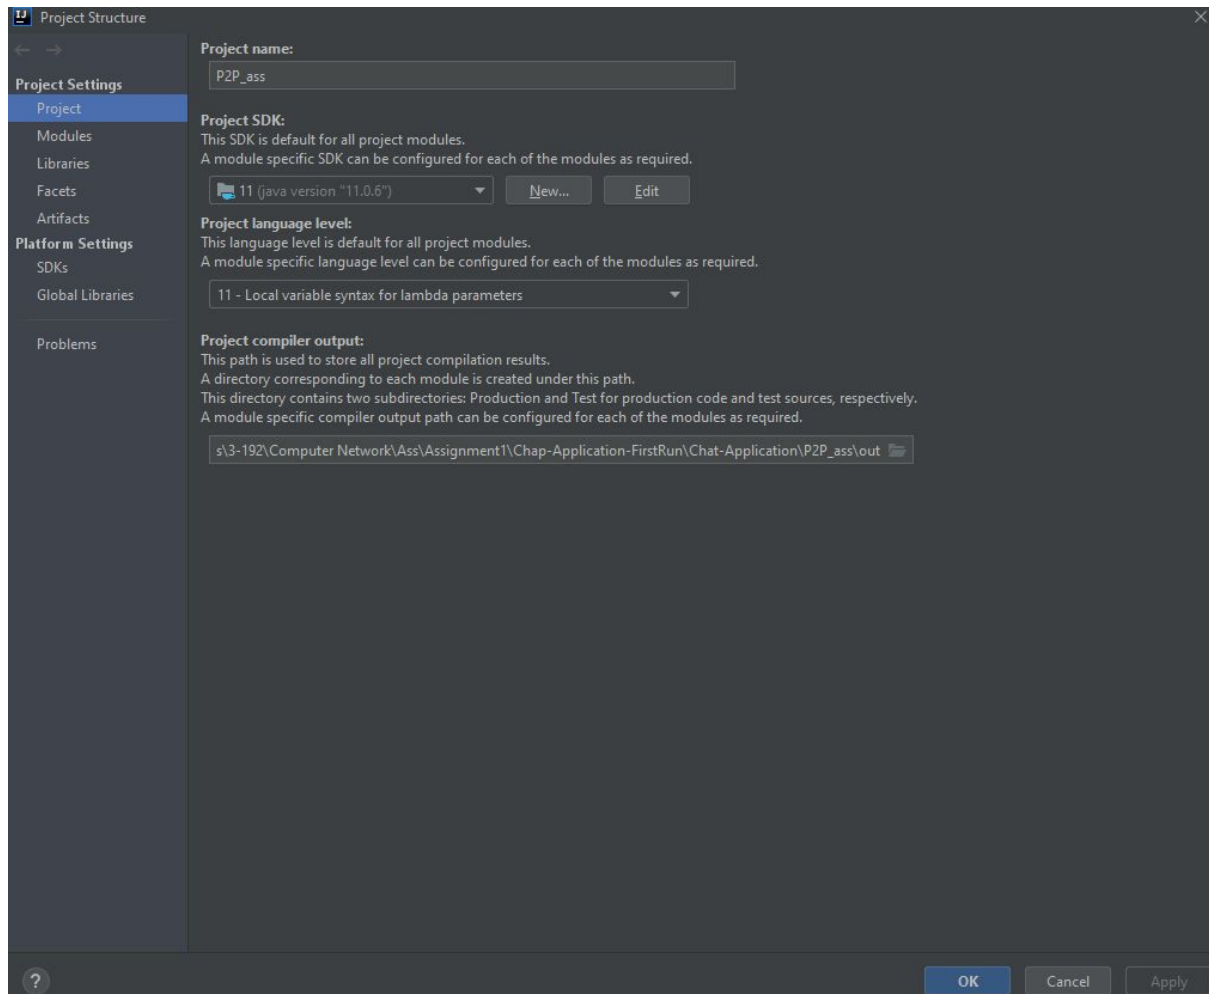 Project Structure
Project Settings
Project
Modules
Libraries
Facets
Artifacts
Platform Settings
SDKs
Global Libraries
Problems
Project name:
P2P_ass
Project SDK:
This SDK is default for all project modules.
A module specific SDK can be configured for each of the modules as required.
11 (java version "11.0.6") New... Edit
Project language level:
This language level is default for all project modules.
A module specific language level can be configured for each of the modules as required.
11 - Local variable syntax for lambda parameters
Project compiler output:
This path is used to store all project compilation results.
A directory corresponding to each module is created under this path.
This directory contains two subdirectories: Production and Test for production code and test sources, respectively.
A module specific compiler output path can be configured for each of the modules as required.
s\3-192\Computer Network\Ass\Assignment1\Chap-Application-FirstRun\Chat-Application\P2P_ass\out
? OK Cancel Apply